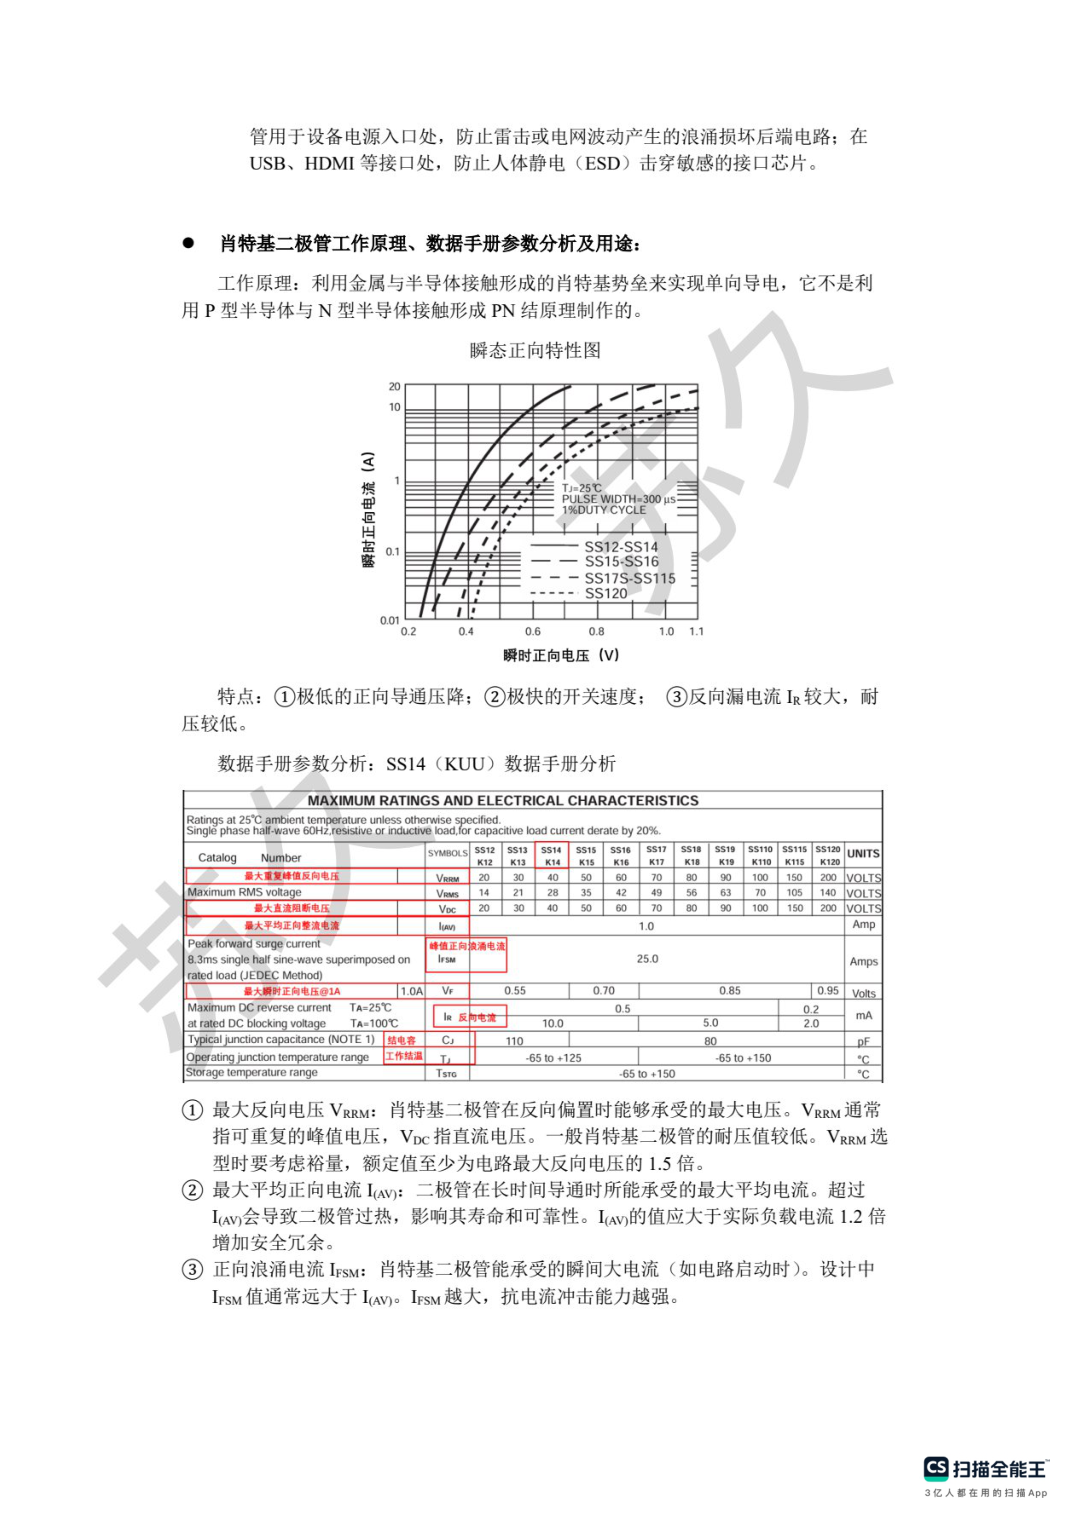 管用于设备电源入口处，防止雷击或电网波动产生的浪涌损坏后端电路；在
USB、HDMI 等接口处，防止人体静电（ESD）击穿敏感的接口芯片。
● 肖特基二极管工作原理、数据手册参数分析及用途：
工作原理：利用金属与半导体接触形成的肖特基势垒来实现单向导电，它不是利
用 P 型半导体与 N 型半导体接触形成 PN 结原理制作的。
瞬态正向特性图
20
10
1
0.1
0.01
瞬时正向电流（A）
TJ=25℃
PULSE WIDTH=300 μs
1%DUTY CYCLE
SS12-SS14
SS15-SS16
SS17S-SS115
SS120
0.2 0.4 0.6 0.8 1.0 1.1
瞬时正向电压（V）
特点：①极低的正向导通压降；②极快的开关速度； ③反向漏电流 IR 较大，耐
压较低。
数据手册参数分析：SS14（KUU）数据手册分析
MAXIMUM RATINGS AND ELECTRICAL CHARACTERISTICS
Ratings at 25℃ ambient temperature unless otherwise specified.
Single phase half-wave 60Hz,resistive or inductive load,for capacitive load current derate by 20%.
Catalog Number SYMBOLS SS12 K12 SS13 K13 SS14 K14 SS15 K15 SS16 K16 SS17 K17 SS18 K18 SS19 K19 SS110 K110 SS115 K115 SS120 K120 UNITS
最大重复峰值反向电压 VRRM 20 30 40 50 60 70 80 90 100 150 200 VOLTS
Maximum RMS voltage VRMS 14 21 28 35 42 49 56 63 70 105 140 VOLTS
最大直流阻断电压 VDC 20 30 40 50 60 70 80 90 100 150 200 VOLTS
最大平均正向整流电流 I(AV) 1.0 Amp
Peak forward surge current 峰值正向浪涌电流
8.3ms single half sine-wave superimposed on IFSM 25.0 Amps
rated load (JEDEC Method)
最大瞬时正向电压@1A 1.0A VF 0.55 0.70 0.85 0.95 Volts
Maximum DC reverse current TA=25℃ IR 反向电流 0.5 0.2 mA
at rated DC blocking voltage TA=100℃ 10.0 5.0 2.0
Typical junction capacitance (NOTE 1) 结电容 CJ 110 80 pF
Operating junction temperature range 工作结温 TJ -65 to +125 -65 to +150 ℃
Storage temperature range TSTG -65 to +150 ℃
① 最大反向电压 VRRM：肖特基二极管在反向偏置时能够承受的最大电压。VRRM 通常
指可重复的峰值电压，VDC 指直流电压。一般肖特基二极管的耐压值较低。VRRM 选
型时要考虑裕量，额定值至少为电路最大反向电压的 1.5 倍。
② 最大平均正向电流 I(AV)：二极管在长时间导通时所能承受的最大平均电流。超过
I(AV)会导致二极管过热，影响其寿命和可靠性。I(AV)的值应大于实际负载电流 1.2 倍
增加安全冗余。
③ 正向浪涌电流 IFSM：肖特基二极管能承受的瞬间大电流（如电路启动时）。设计中
IFSM 值通常远大于 I(AV)。IFSM 越大，抗电流冲击能力越强。
苏久
苏久
CS 扫描全能王™
3亿人都在用的扫描App